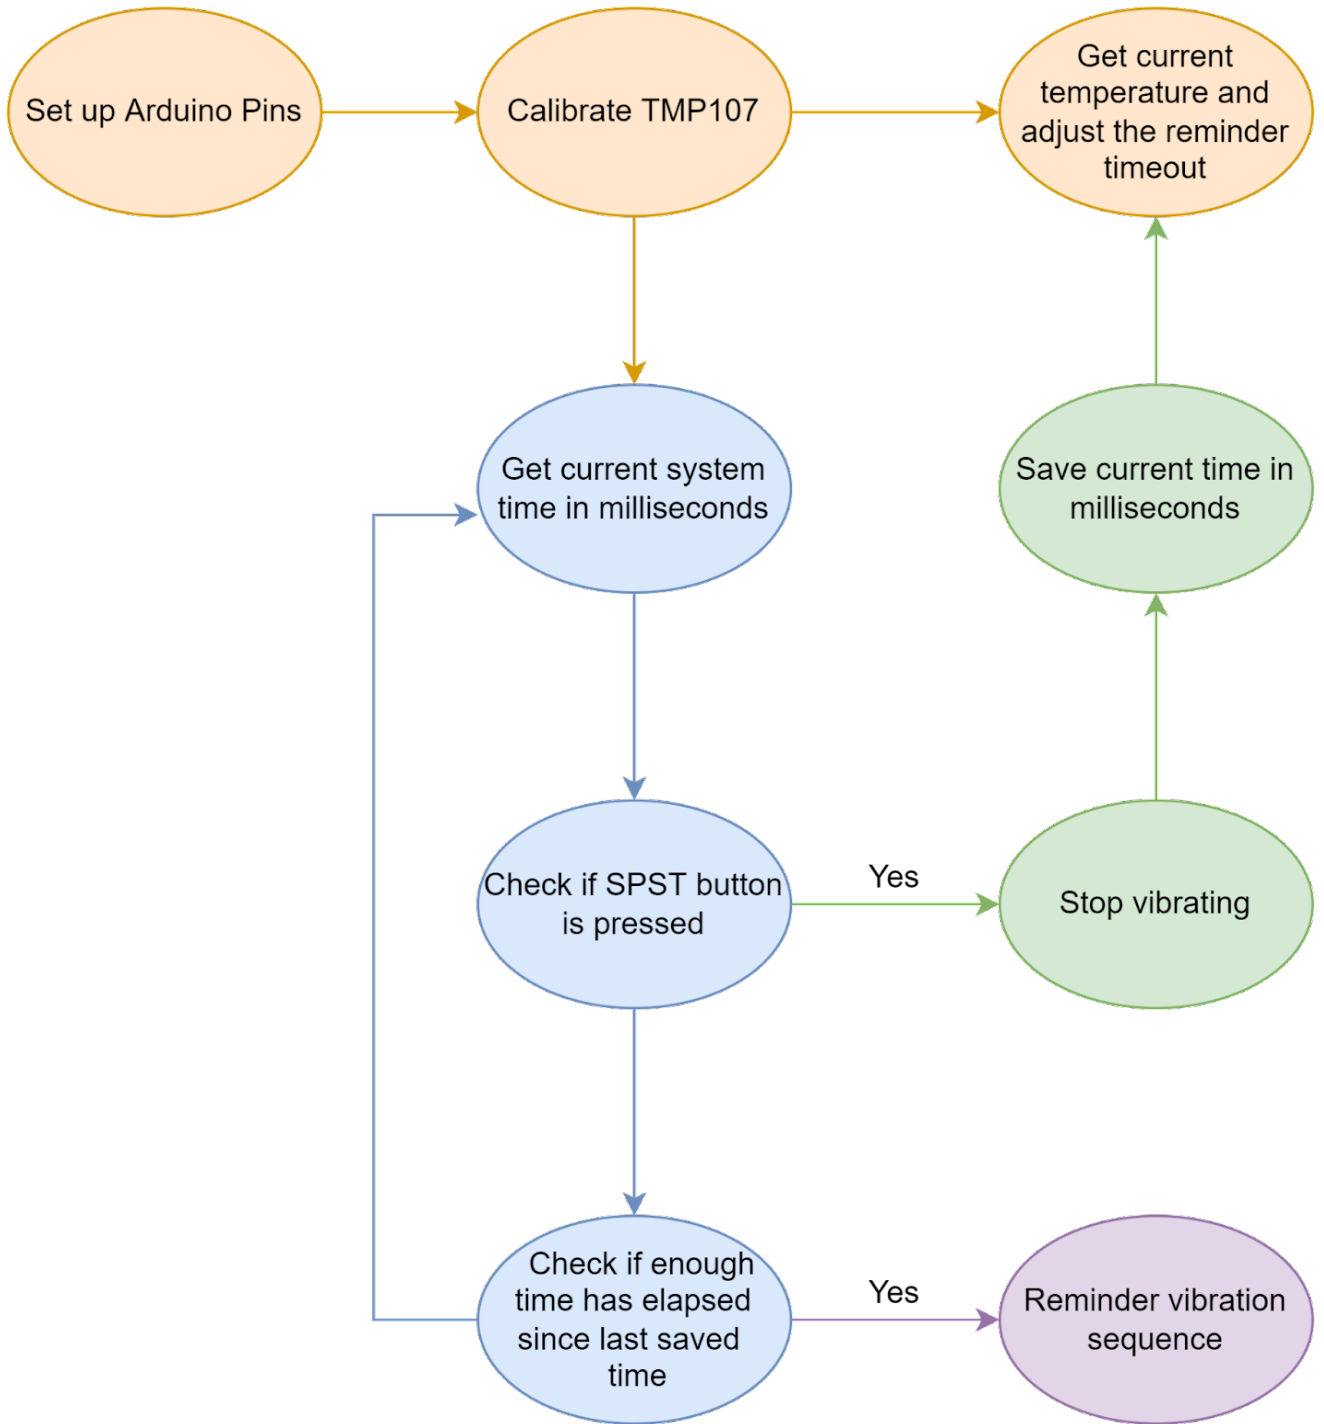 Set up Arduino Pins
Calibrate TMP107
Get current
temperature and
adjust the reminder
timeout
Get current system
time in milliseconds
Save current time in
milliseconds
Check if SPST button
is pressed
Yes
Stop vibrating
Check if enough
time has elapsed
since last saved
time
Yes
Reminder vibration
sequence